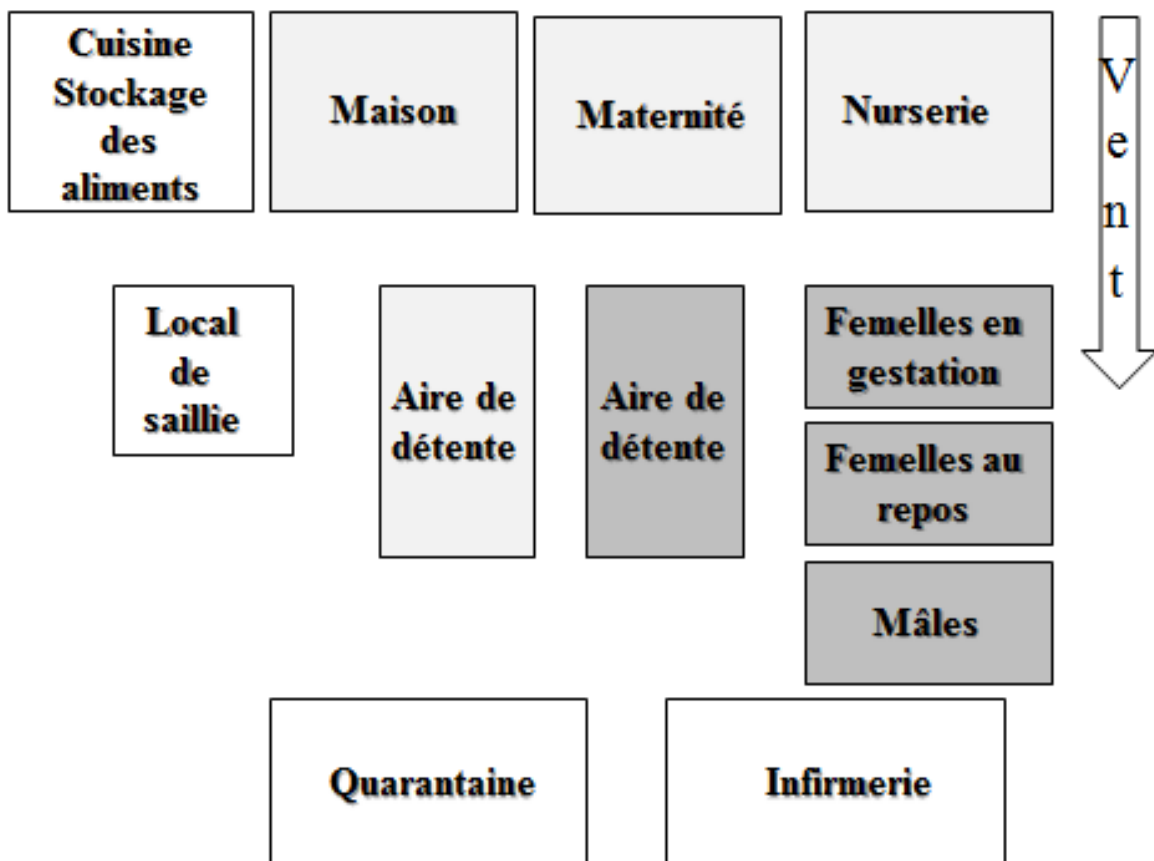 Cuisine
Stockage
des
aliments
Maison
Maternité
Nurserie
V
e
n
t
Local
de
saillie
Aire de
détente
Aire de
détente
Femelles en
gestation
Femelles au
repos
Mâles
Quarantaine
Infirmerie